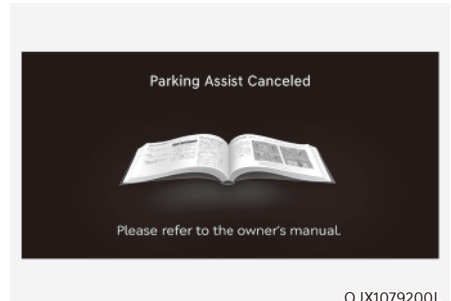 Parking Assist Canceled
Please refer to the owner's manual.
OJX1079200L